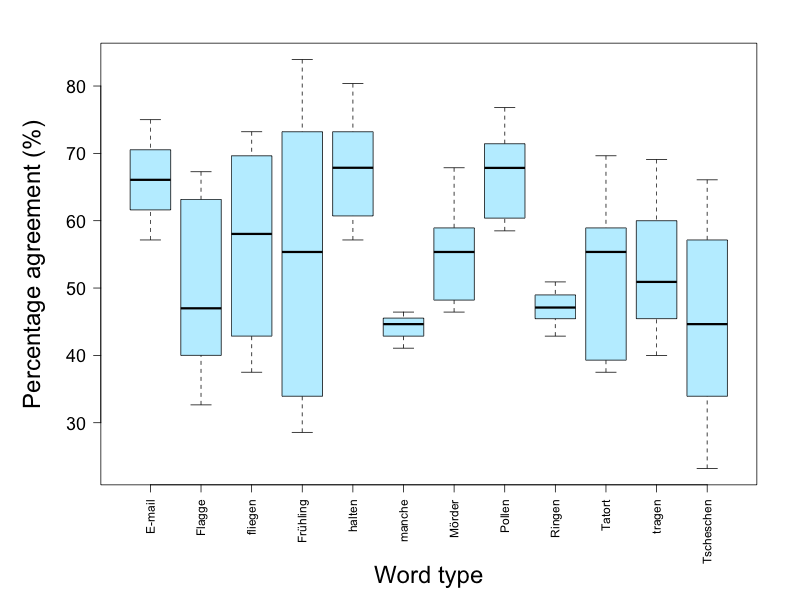 Percentage agreement (%)
80
70
60
50
40
30
E-mail
Flagge
fliegen
Frühling
halten
manche
Mörder
Pollen
Ringen
Tatort
tragen
Tscheschen
Word type